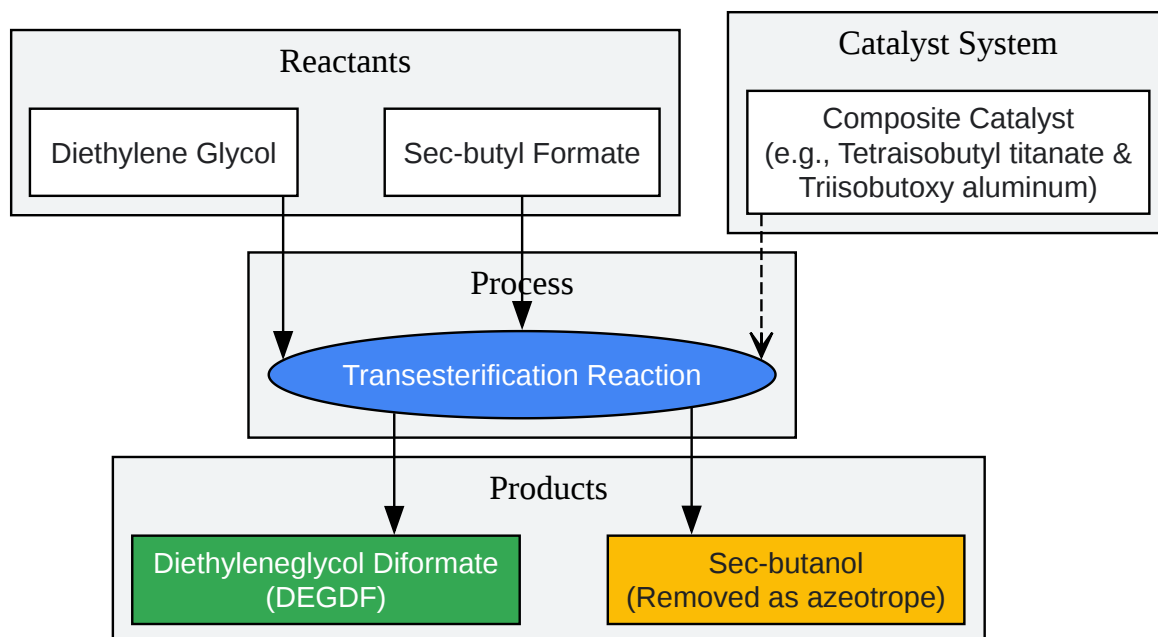 Reactants
Diethylene Glycol
Sec-butyl Formate
Catalyst System
Composite Catalyst
(e.g., Tetraisobutyl titanate &
Triisobutoxy aluminum)
Process
Transesterification Reaction
Products
Diethyleneglycol Diformate
(DEGDF)
Sec-butanol
(Removed as azeotrope)